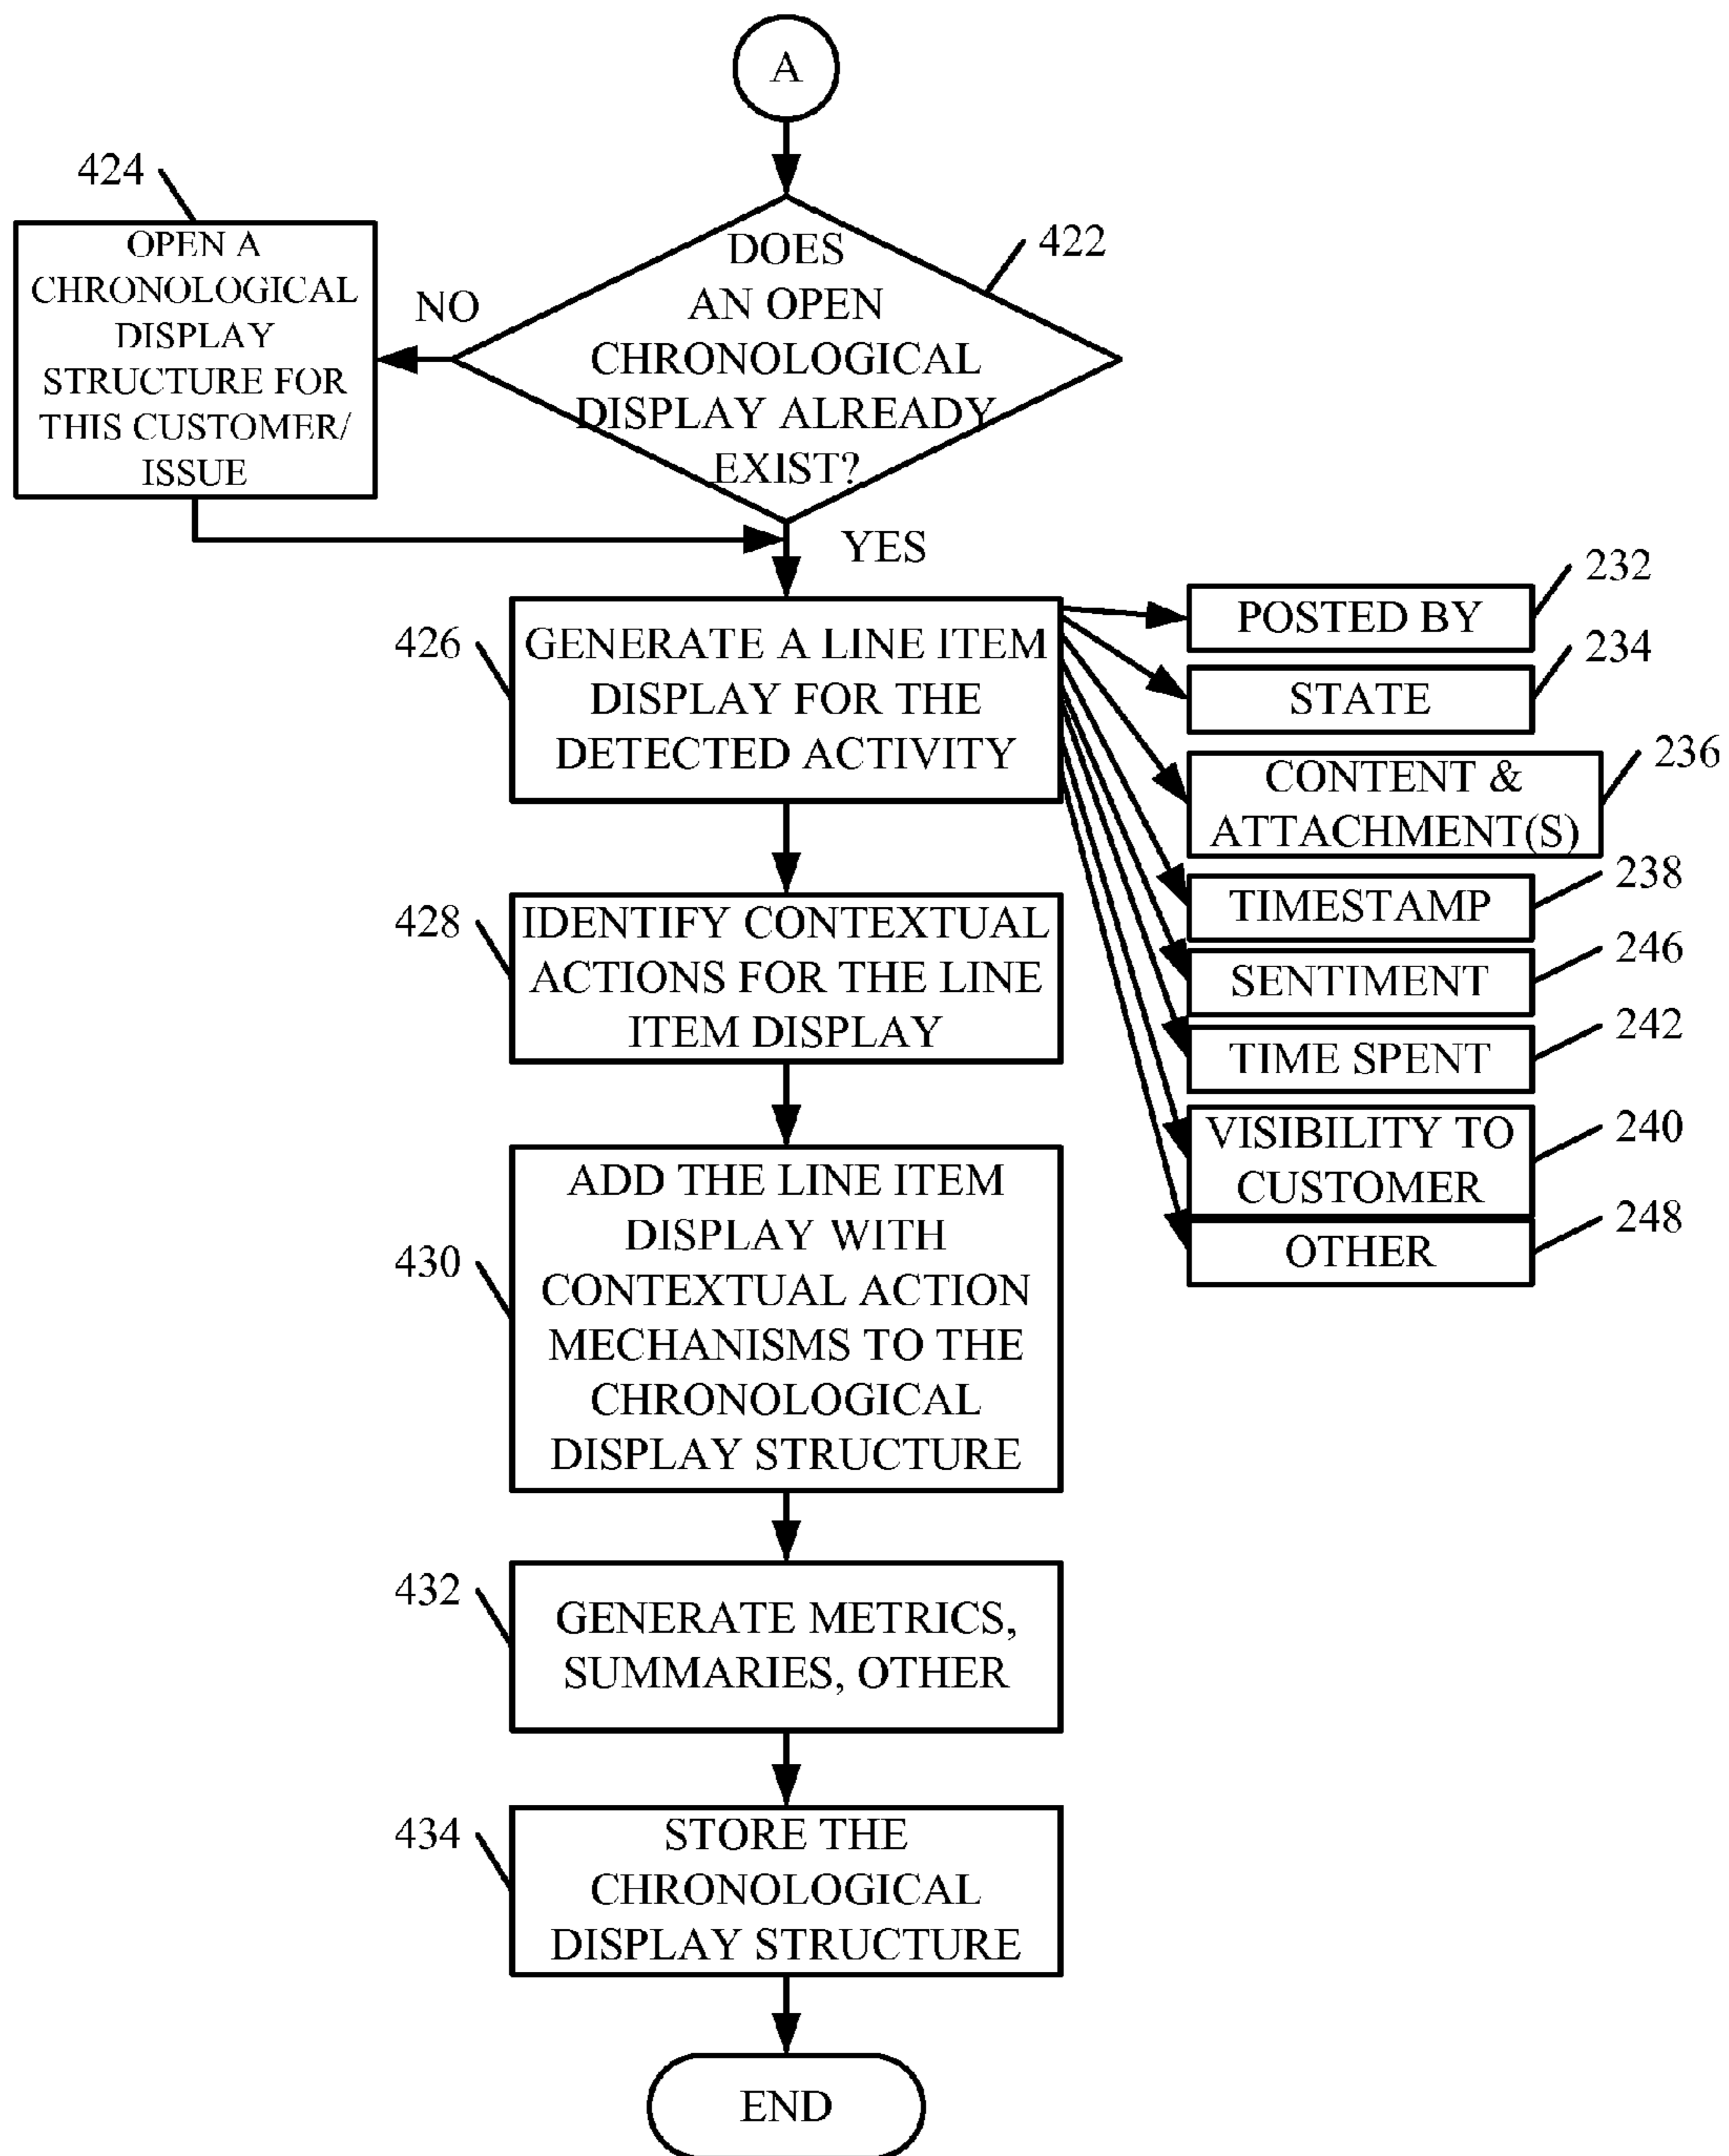 A
424
OPEN A
CHRONOLOGICAL
DISPLAY
STRUCTURE FOR
THIS CUSTOMER/
ISSUE
NO
DOES
AN OPEN
CHRONOLOGICAL
DISPLAY ALREADY
EXIST?
422
YES
426
GENERATE A LINE ITEM
DISPLAY FOR THE
DETECTED ACTIVITY
POSTED BY
232
STATE
234
CONTENT &
ATTACHMENT(S)
236
TIMESTAMP
238
SENTIMENT
246
TIME SPENT
242
VISIBILITY TO
CUSTOMER
240
OTHER
248
428
IDENTIFY CONTEXTUAL
ACTIONS FOR THE LINE
ITEM DISPLAY
430
ADD THE LINE ITEM
DISPLAY WITH
CONTEXTUAL ACTION
MECHANISMS TO THE
CHRONOLOGICAL
DISPLAY STRUCTURE
432
GENERATE METRICS,
SUMMARIES, OTHER
434
STORE THE
CHRONOLOGICAL
DISPLAY STRUCTURE
END